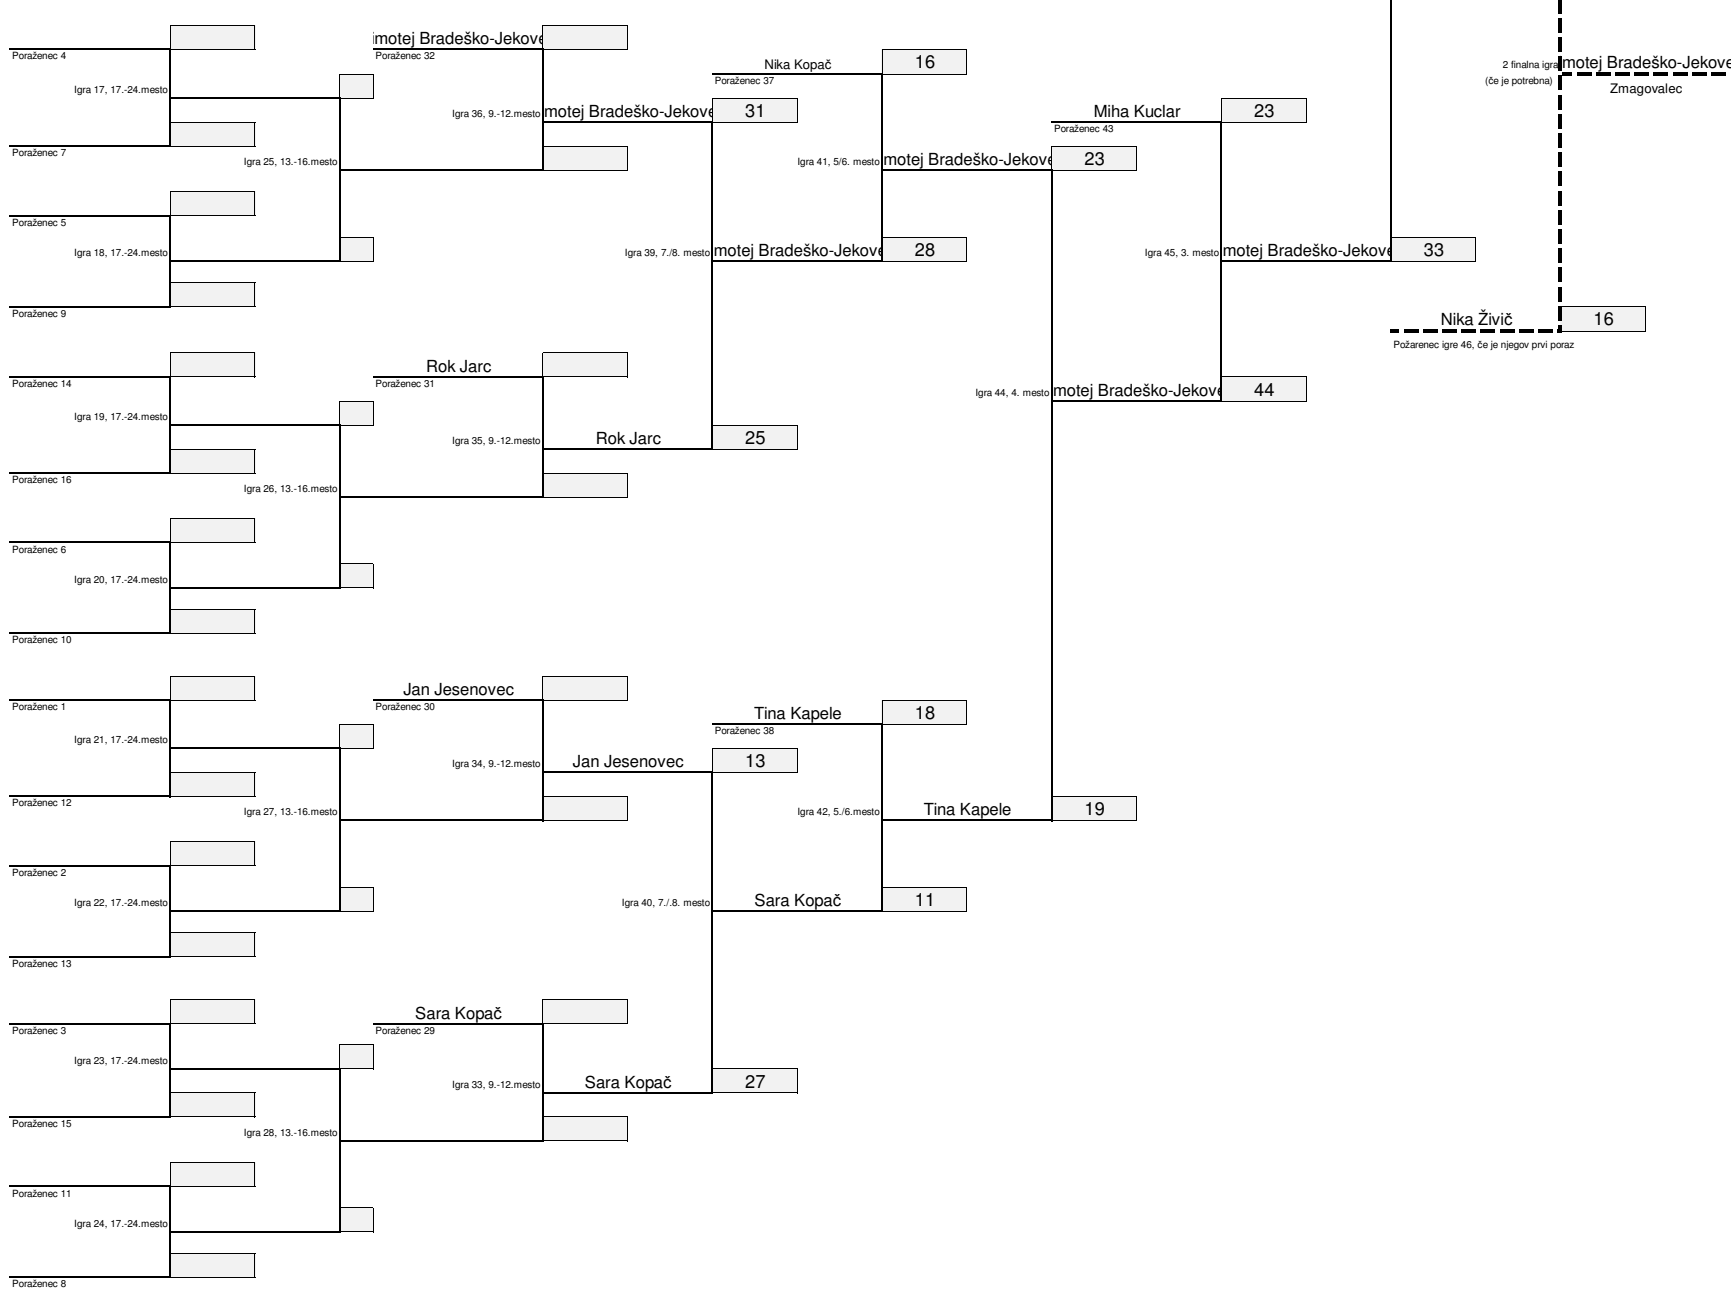 imotej Bradeško-Jekove
Poraženec 4
Poraženec 32
Igra 17, 17.-24.mesto
Poraženec 7
Igra 25, 13.-16.mesto
Igra 36, 9.-12.mesto
motej Bradeško-Jekove
31
Nika Kopač
16
Poraženec 37
Igra 41, 5/6. mesto
motej Bradeško-Jekove
23
Miha Kuclar
23
Poraženec 43
2 finalna igra
(če je potrebna)
motej Bradeško-Jekove
Zmagovalec
Poraženec 5
Igra 18, 17.-24.mesto
Poraženec 9
Igra 39, 7./8. mesto
motej Bradeško-Jekove
28
Igra 45, 3. mesto
motej Bradeško-Jekove
33
Nika Živič
16
Požarenec igre 46, če je njegov prvi poraz
Poraženec 14
Igra 19, 17.-24.mesto
Poraženec 16
Igra 26, 13.-16.mesto
Rok Jarc
Poraženec 31
Igra 35, 9.-12.mesto
Rok Jarc
25
Igra 44, 4. mesto
motej Bradeško-Jekove
44
Poraženec 6
Igra 20, 17.-24.mesto
Poraženec 10
Poraženec 1
Igra 21, 17.-24.mesto
Poraženec 12
Igra 27, 13.-16.mesto
Jan Jesenovec
Poraženec 30
Igra 34, 9.-12.mesto
Jan Jesenovec
13
Tina Kapele
18
Poraženec 38
Igra 42, 5./6.mesto
Tina Kapele
19
Poraženec 2
Igra 22, 17.-24.mesto
Poraženec 13
Igra 40, 7./.8. mesto
Sara Kopač
11
Poraženec 3
Igra 23, 17.-24.mesto
Poraženec 15
Igra 28, 13.-16.mesto
Sara Kopač
Poraženec 29
Igra 33, 9.-12.mesto
Sara Kopač
27
Poraženec 11
Igra 24, 17.-24.mesto
Poraženec 8